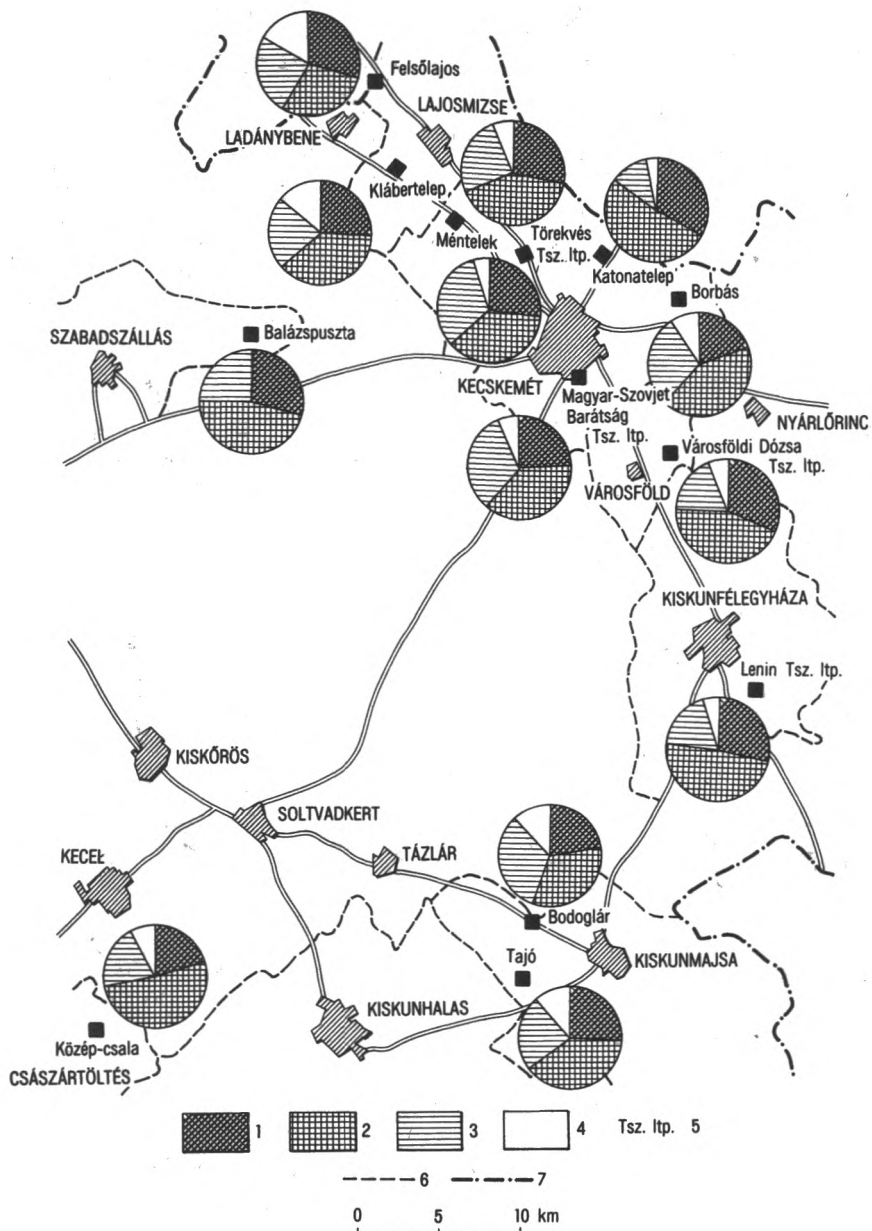 Felsőlajos
LAJOSMIZSE
LADÁNYBENE
Klábertelep
Méntelek
Törekvés
Tsz. ltp.
Katonatelep
Borbás
SZABADSZÁLLÁS
Balázspuszta
KECSKEMÉT
Magyar-Szovjet
Barátság
Tsz. ltp.
NYÁRLŐRINC
Városföldi Dózsa
Tsz. ltp.
VÁROSFÖLD
KISKUNFÉLEGYHÁZA
Lenin Tsz. ltp.
KISKŐRÖS
SOLTVADKERT
KECEL
TÁZLÁR
Bodoglár
Tajó
KISKUNMAJSA
KISKUNHALAS
Közép-csala
CSÁSZÁRTÖLTÉS
1 2 3 4 Tsz. ltp. 5
6 7
0 5 10 km